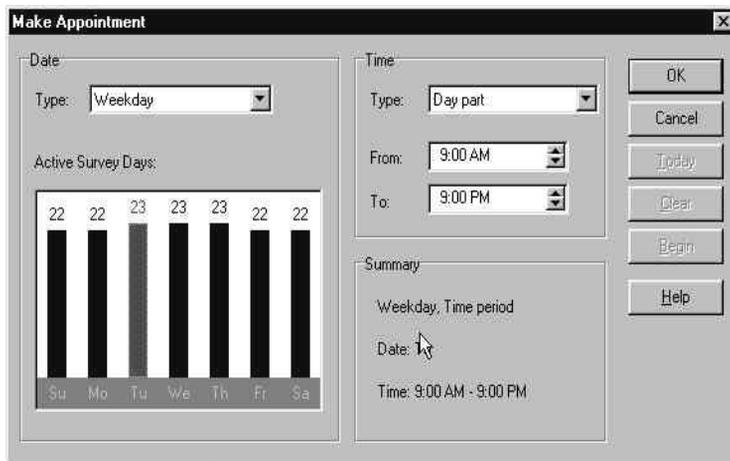 Make Appointment
Date
Type: Weekday
Active Survey Days:
22 22 23 23 23 22 22
Su Mo Tu We Th Fr Sa
Time
Type: Day part
From: 9:00 AM
To: 9:00 PM
Summary
Weekday, Time period
Date:
Time: 9:00 AM - 9:00 PM
OK
Cancel
Today
Clear
Begin
Help